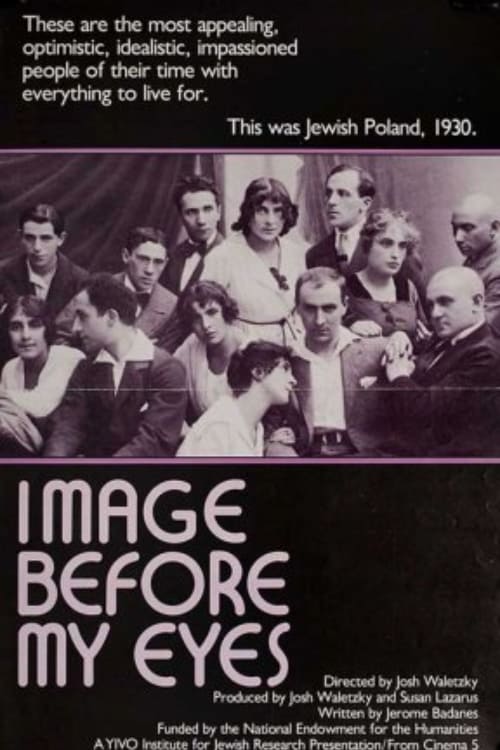 These are the most appealing,
optimistic, idealistic, impassioned
people of their time with
everything to live for.
This was Jewish Poland, 1930.
IMAGE
BEFORE
MY EYES
Directed by Josh Waletzky
Produced by Josh Waletzky and Susan Lazarus
Written by Jerome Badanes
Funded by the National Endowment for the Humanities
A YIVO Institute for Jewish Research Presentation/From Cinema 5